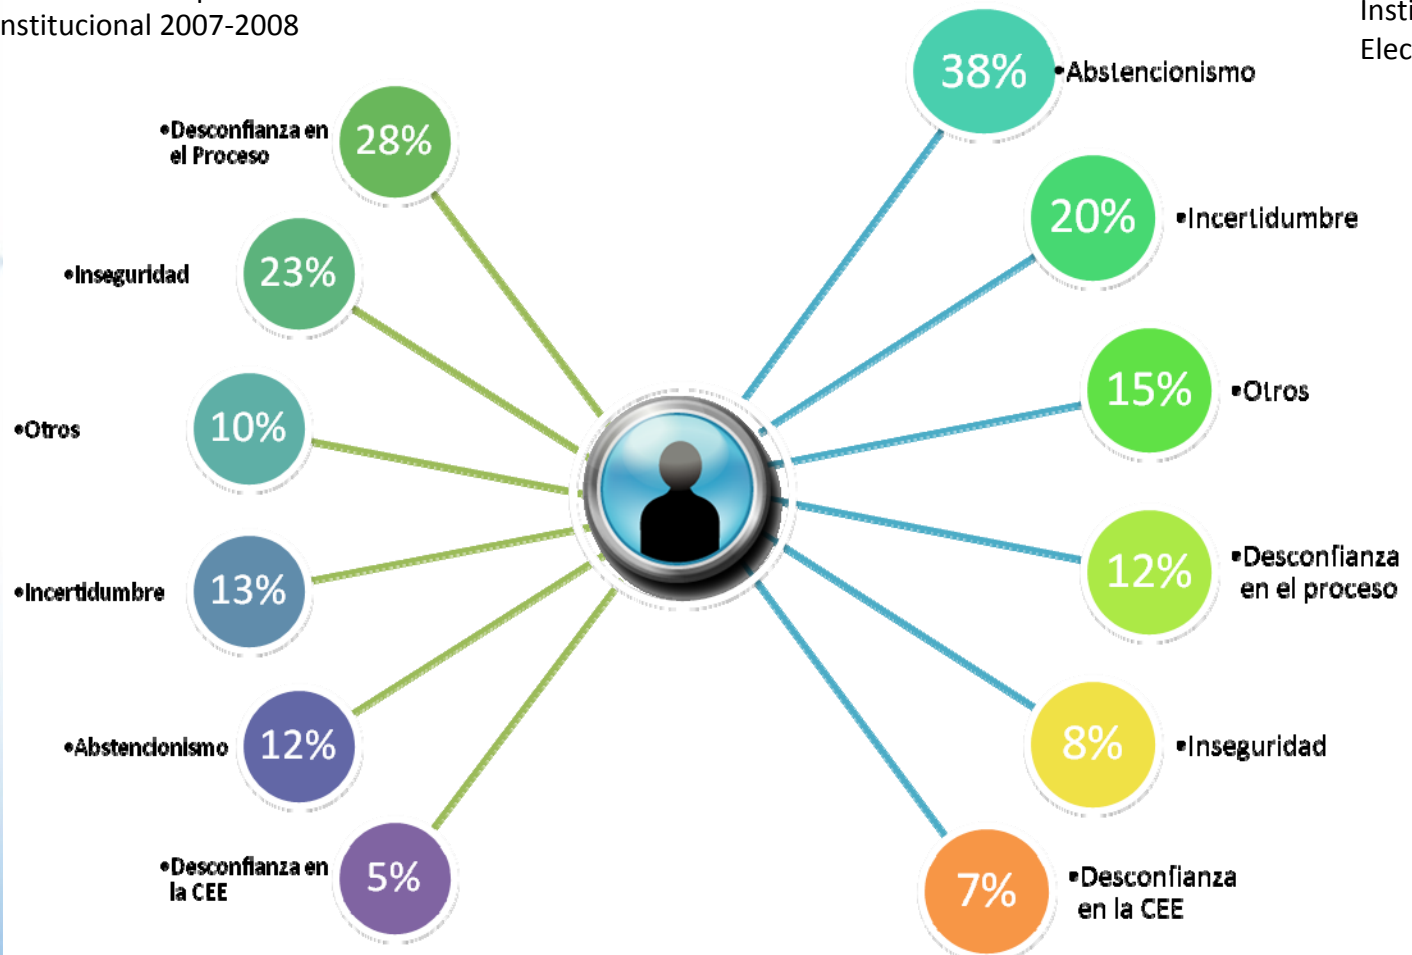 nstitucional 2007-2008
Insti
Elec
28%
•Desconfianza en
el Proceso
23%
•Inseguridad
10%
•Otros
13%
•Incertidumbre
12%
•Abstencionismo
5%
•Desconfianza en
la CEE
38%
•Abstencionismo
20%
•Incertidumbre
15%
•Otros
12%
•Desconfianza
en el proceso
8%
•Inseguridad
7%
•Desconfianza
en la CEE